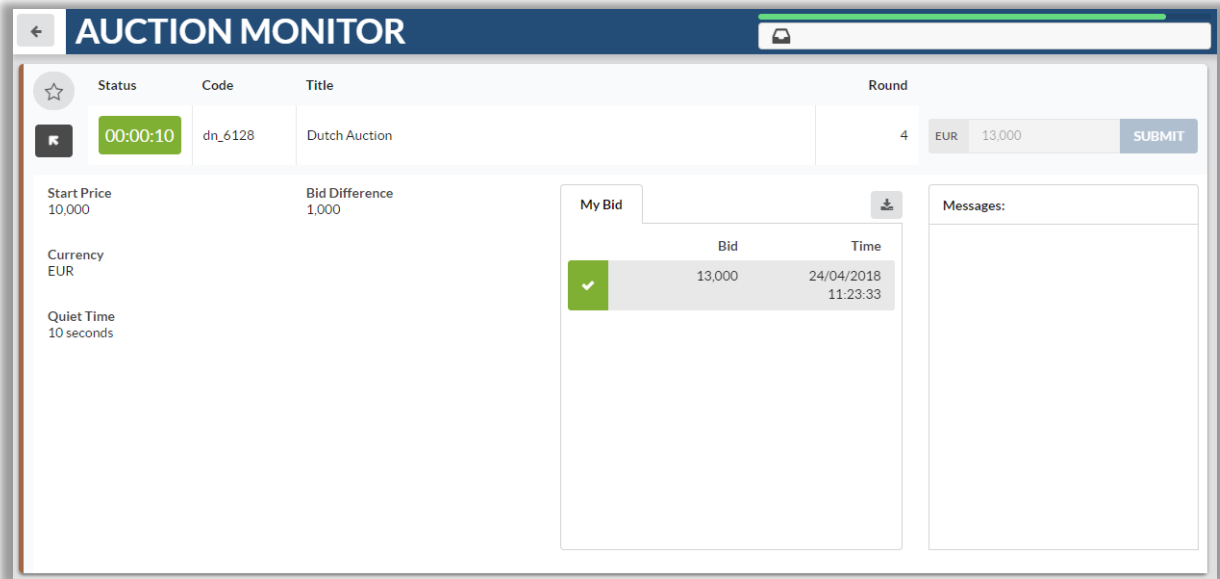 AUCTION MONITOR
Status Code Title Round
00:00:10 dn_6128 Dutch Auction 4 EUR 13,000 SUBMIT
Start Price
10,000
Bid Difference
1,000
Currency
EUR
Quiet Time
10 seconds
My Bid
Bid Time
13,000 24/04/2018
11:23:33
Messages: